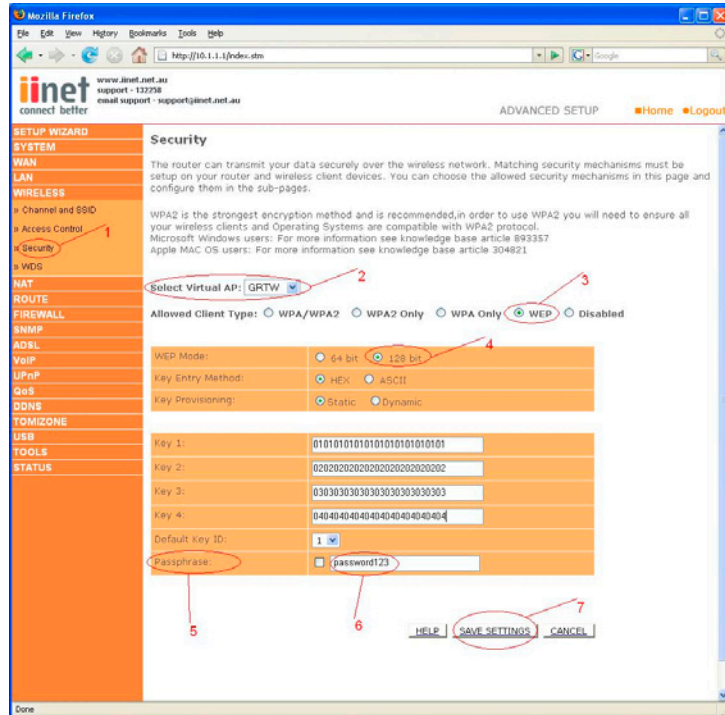 Mozilla Firefox
File Edit View History Bookmarks Tools Help
http://10.1.1.1/index.stm
Google
iinet
connect better
www.iinet.net.au
support - 132258
email support - support@iinet.net.au
ADVANCED SETUP
Home
Logout
SETUP WIZARD
SYSTEM
WAN
LAN
WIRELESS
» Channel and SSID
» Access Control
» Security
1
» WDS
NAT
ROUTE
FIREWALL
SNMP
ADSL
VoIP
UPnP
QoS
DDNS
TOMIZONE
USB
TOOLS
STATUS
Security
The router can transmit your data securely over the wireless network. Matching security mechanisms must be
setup on your router and wireless client devices. You can choose the allowed security mechanisms in this page and
configure them in the sub-pages.
WPA2 is the strongest encryption method and is recommended,in order to use WPA2 you will need to ensure all
your wireless clients and Operating Systems are compatible with WPA2 protocol.
Microsoft Windows users: For more information see knowledge base article 893357
Apple MAC OS users: For more information see knowledge base article 304821
2
Select Virtual AP: GRTW
3
Allowed Client Type: WPA/WPA2 WPA2 Only WPA Only WEP Disabled
WEP Mode: 64 bit 128 bit
4
Key Entry Method: HEX ASCII
Key Provisioning: Static Dynamic
Key 1: 01010101010101010101010101
Key 2: 02020202020202020202020202
Key 3: 03030303030303030303030303
Key 4: 04040404040404040404040404
Default Key ID: 1
Passphrase: password123
5
6
7
HELP SAVE SETTINGS CANCEL
Done